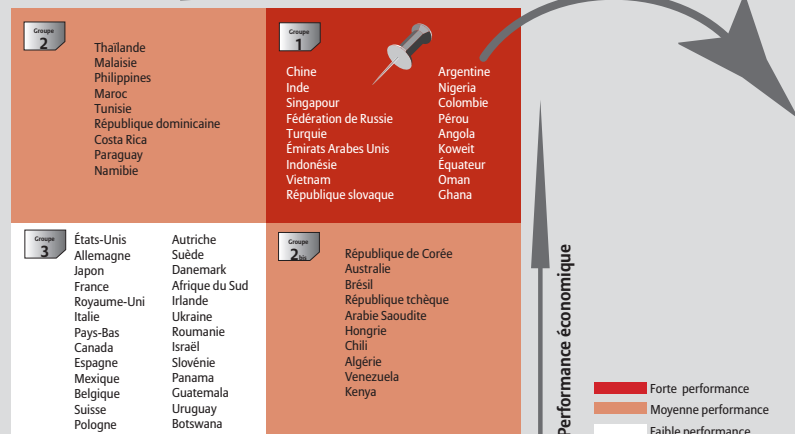 Groupe
2
Thaïlande
Malaisie
Philippines
Maroc
Tunisie
République dominicaine
Costa Rica
Paraguay
Namibie
Groupe
1
Chine
Inde
Singapour
Fédération de Russie
Turquie
Émirats Arabes Unis
Indonésie
Vietnam
République slovaque
Argentine
Nigeria
Colombie
Pérou
Angola
Koweit
Équateur
Oman
Ghana
Groupe
3
États-Unis
Allemagne
Japon
France
Royaume-Uni
Italie
Pays-Bas
Canada
Espagne
Mexique
Belgique
Suisse
Pologne
Autriche
Suède
Danemark
Afrique du Sud
Irlande
Ukraine
Roumanie
Israël
Slovénie
Panama
Guatemala
Uruguay
Botswana
Groupe
2 bis
République de Corée
Australie
Brésil
République tchèque
Arabie Saoudite
Hongrie
Chili
Algérie
Venezuela
Kenya
Performance économique
Forte performance
Moyenne performance
Faible performance